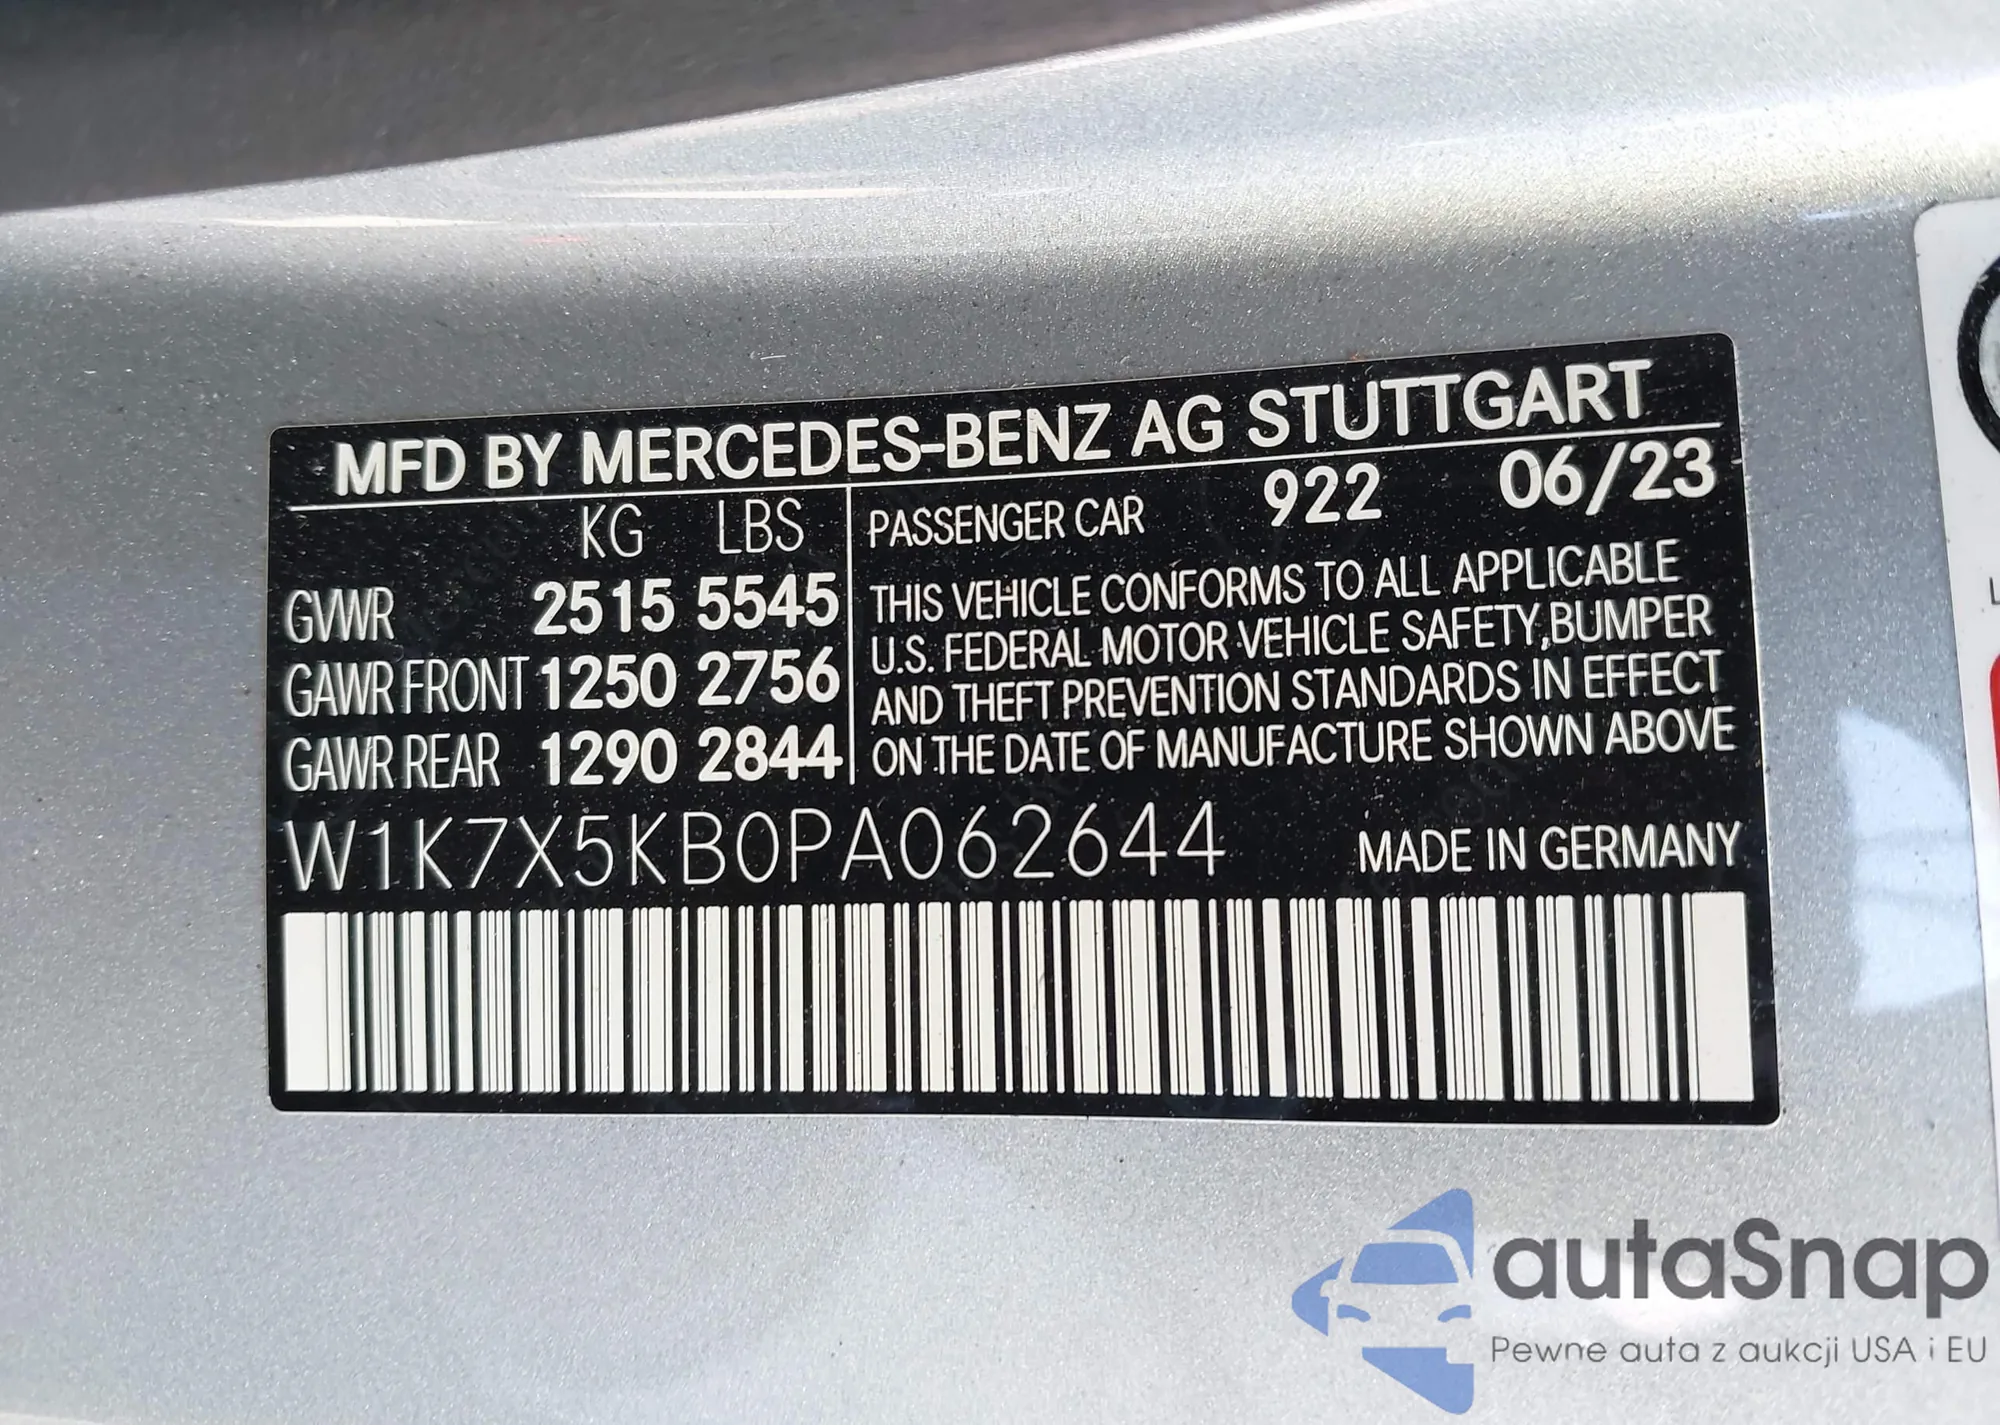 MFD BY MERCEDES-BENZ AG STUTTGART
KG LBS
PASSENGER CAR 922 06/23
GVWR 2515 5545
GAWR FRONT 1250 2756
GAWR REAR 1290 2844
THIS VEHICLE CONFORMS TO ALL APPLICABLE
U.S. FEDERAL MOTOR VEHICLE SAFETY,BUMPER
AND THEFT PREVENTION STANDARDS IN EFFECT
ON THE DATE OF MANUFACTURE SHOWN ABOVE
W1K7X5KB0PA062644
MADE IN GERMANY
autaSnap
Pewne auta z aukcji USA i EU